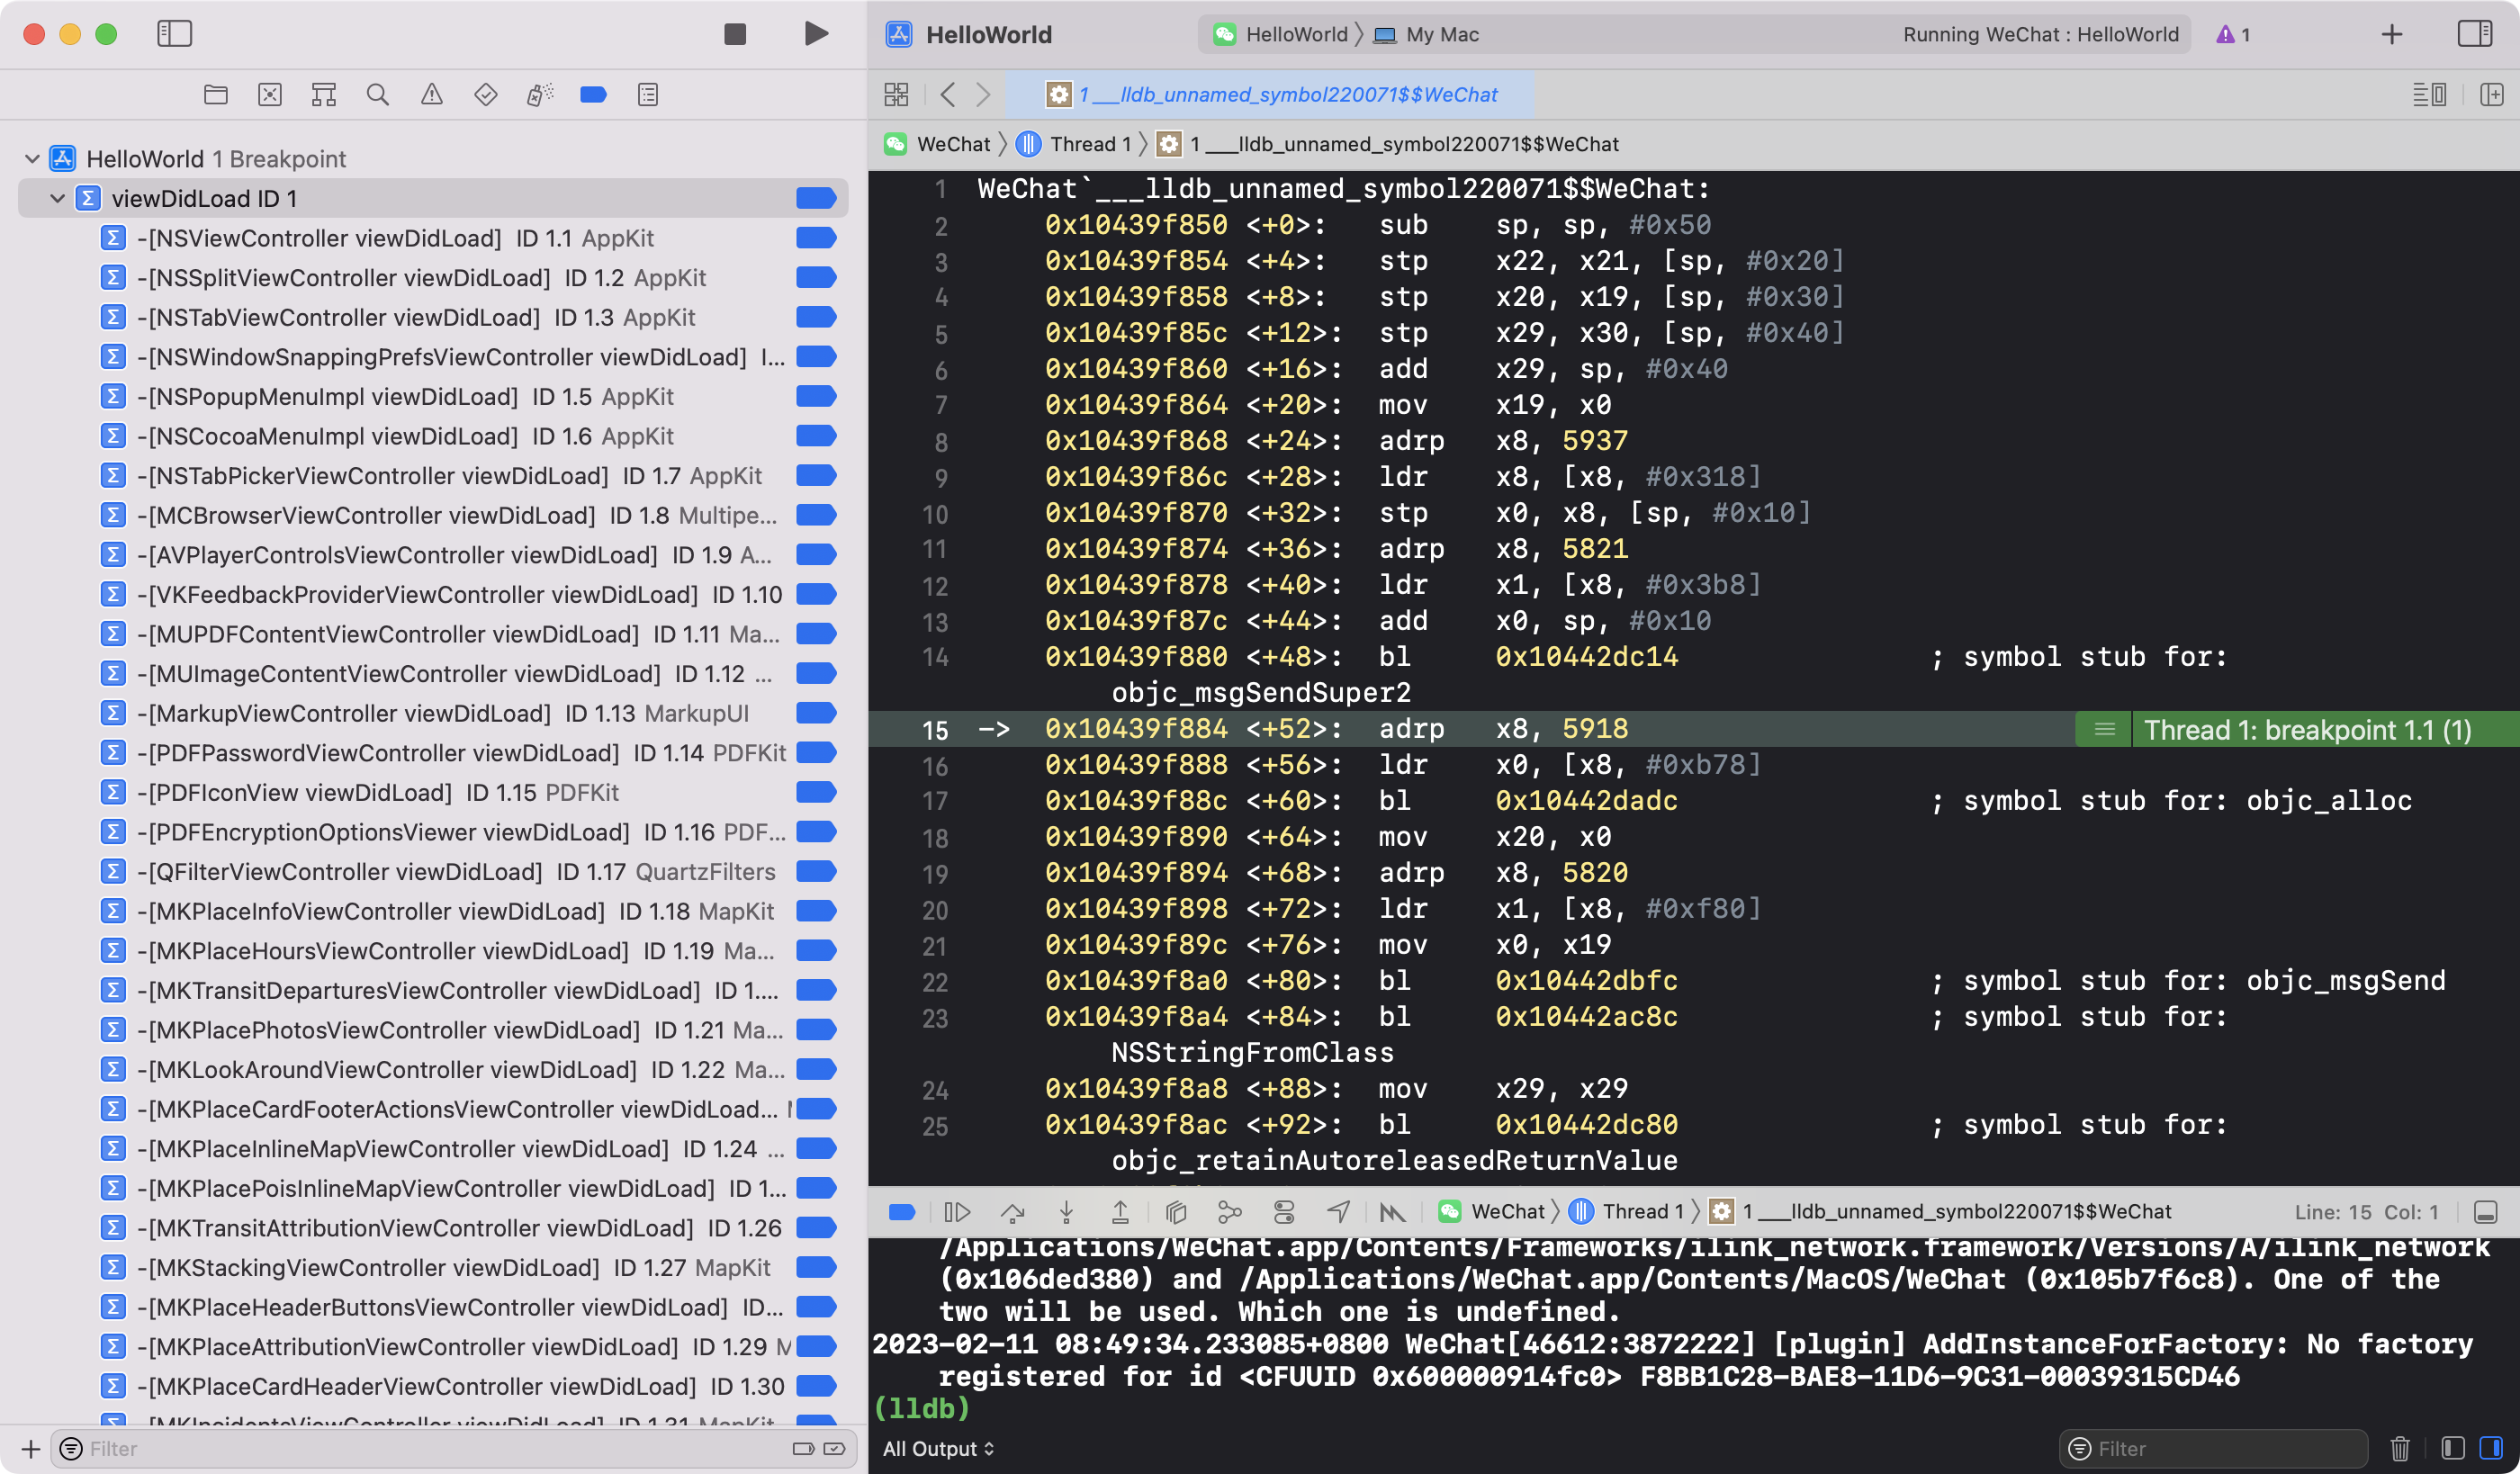 HelloWorld
HelloWorld
My Mac
Running WeChat : HelloWorld
1
1 ___lldb_unnamed_symbol220071$$WeChat
WeChat
Thread 1
1 ___lldb_unnamed_symbol220071$$WeChat
HelloWorld 1 Breakpoint
viewDidLoad ID 1
-[NSViewController viewDidLoad] ID 1.1 AppKit
-[NSSplitViewController viewDidLoad] ID 1.2 AppKit
-[NSTabViewController viewDidLoad] ID 1.3 AppKit
-[NSWindowSnappingPrefsViewController viewDidLoad] I...
-[NSPopupMenuImpl viewDidLoad] ID 1.5 AppKit
-[NSCocoaMenuImpl viewDidLoad] ID 1.6 AppKit
-[NSTabPickerViewController viewDidLoad] ID 1.7 AppKit
-[MCBrowserViewController viewDidLoad] ID 1.8 Multipe...
-[AVPlayerControlsViewController viewDidLoad] ID 1.9 A...
-[VKFeedbackProviderViewController viewDidLoad] ID 1.10
-[MUPDFContentViewController viewDidLoad] ID 1.11 Ma...
-[MUImageContentViewController viewDidLoad] ID 1.12 ...
-[MarkupViewController viewDidLoad] ID 1.13 MarkupUI
-[PDFPasswordViewController viewDidLoad] ID 1.14 PDFKit
-[PDFIconView viewDidLoad] ID 1.15 PDFKit
-[PDFEncryptionOptionsViewer viewDidLoad] ID 1.16 PDF...
-[QFilterViewController viewDidLoad] ID 1.17 QuartzFilters
-[MKPlaceInfoViewController viewDidLoad] ID 1.18 MapKit
-[MKPlaceHoursViewController viewDidLoad] ID 1.19 Ma...
-[MKTransitDeparturesViewController viewDidLoad] ID 1....
-[MKPlacePhotosViewController viewDidLoad] ID 1.21 Ma...
-[MKLookAroundViewController viewDidLoad] ID 1.22 Ma...
-[MKPlaceCardFooterActionsViewController viewDidLoad...
-[MKPlaceInlineMapViewController viewDidLoad] ID 1.24 ...
-[MKPlacePoisInlineMapViewController viewDidLoad] ID 1...
-[MKTransitAttributionViewController viewDidLoad] ID 1.26
-[MKStackingViewController viewDidLoad] ID 1.27 MapKit
-[MKPlaceHeaderButtonsViewController viewDidLoad] ID...
-[MKPlaceAttributionViewController viewDidLoad] ID 1.29 M
-[MKPlaceCardHeaderViewController viewDidLoad] ID 1.30
-[MKIncidentsViewController viewDidLoad] ID 1.31 MapKit
Filter
1 WeChat`___lldb_unnamed_symbol220071$$WeChat:
2 0x10439f850 <+0>: sub sp, sp, #0x50
3 0x10439f854 <+4>: stp x22, x21, [sp, #0x20]
4 0x10439f858 <+8>: stp x20, x19, [sp, #0x30]
5 0x10439f85c <+12>: stp x29, x30, [sp, #0x40]
6 0x10439f860 <+16>: add x29, sp, #0x40
7 0x10439f864 <+20>: mov x19, x0
8 0x10439f868 <+24>: adrp x8, 5937
9 0x10439f86c <+28>: ldr x8, [x8, #0x318]
10 0x10439f870 <+32>: stp x0, x8, [sp, #0x10]
11 0x10439f874 <+36>: adrp x8, 5821
12 0x10439f878 <+40>: ldr x1, [x8, #0x3b8]
13 0x10439f87c <+44>: add x0, sp, #0x10
14 0x10439f880 <+48>: bl 0x10442dc14 ; symbol stub for:
objc_msgSendSuper2
15 -> 0x10439f884 <+52>: adrp x8, 5918 Thread 1: breakpoint 1.1 (1)
16 0x10439f888 <+56>: ldr x0, [x8, #0xb78]
17 0x10439f88c <+60>: bl 0x10442dadc ; symbol stub for: objc_alloc
18 0x10439f890 <+64>: mov x20, x0
19 0x10439f894 <+68>: adrp x8, 5820
20 0x10439f898 <+72>: ldr x1, [x8, #0xf80]
21 0x10439f89c <+76>: mov x0, x19
22 0x10439f8a0 <+80>: bl 0x10442dbfc ; symbol stub for: objc_msgSend
23 0x10439f8a4 <+84>: bl 0x10442ac8c ; symbol stub for:
NSStringFromClass
24 0x10439f8a8 <+88>: mov x29, x29
25 0x10439f8ac <+92>: bl 0x10442dc80 ; symbol stub for:
objc_retainAutoreleasedReturnValue
WeChat
Thread 1
1 ___lldb_unnamed_symbol220071$$WeChat
Line: 15 Col: 1
/Applications/WeChat.app/Contents/Frameworks/ilink_network.framework/Versions/A/ilink_network
(0x106ded380) and /Applications/WeChat.app/Contents/MacOS/WeChat (0x105b7f6c8). One of the
two will be used. Which one is undefined.
2023-02-11 08:49:34.233085+0800 WeChat[46612:3872222] [plugin] AddInstanceForFactory: No factory
registered for id <CFUUID 0x600000914fc0> F8BB1C28-BAE8-11D6-9C31-00039315CD46
(lldb)
All Output
Filter